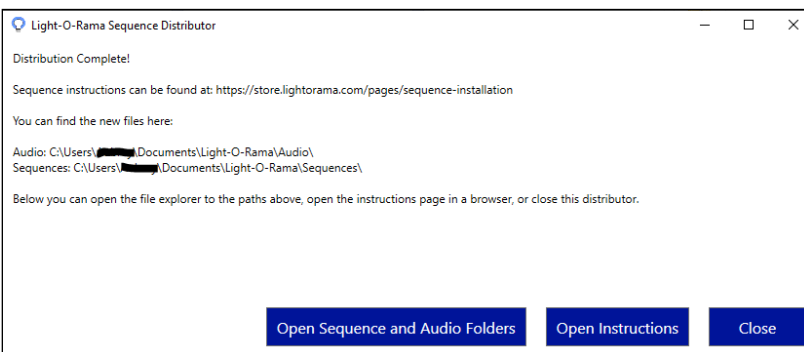 Light-O-Rama Sequence Distributor
Distribution Complete!
Sequence instructions can be found at: https://store.lightorama.com/pages/sequence-installation
You can find the new files here:
Audio: C:\Users\ \Documents\Light-O-Rama\Audio\
Sequences: C:\Users\ \Documents\Light-O-Rama\Sequences\
Below you can open the file explorer to the paths above, open the instructions page in a browser, or close this distributor.
Open Sequence and Audio Folders
Open Instructions
Close